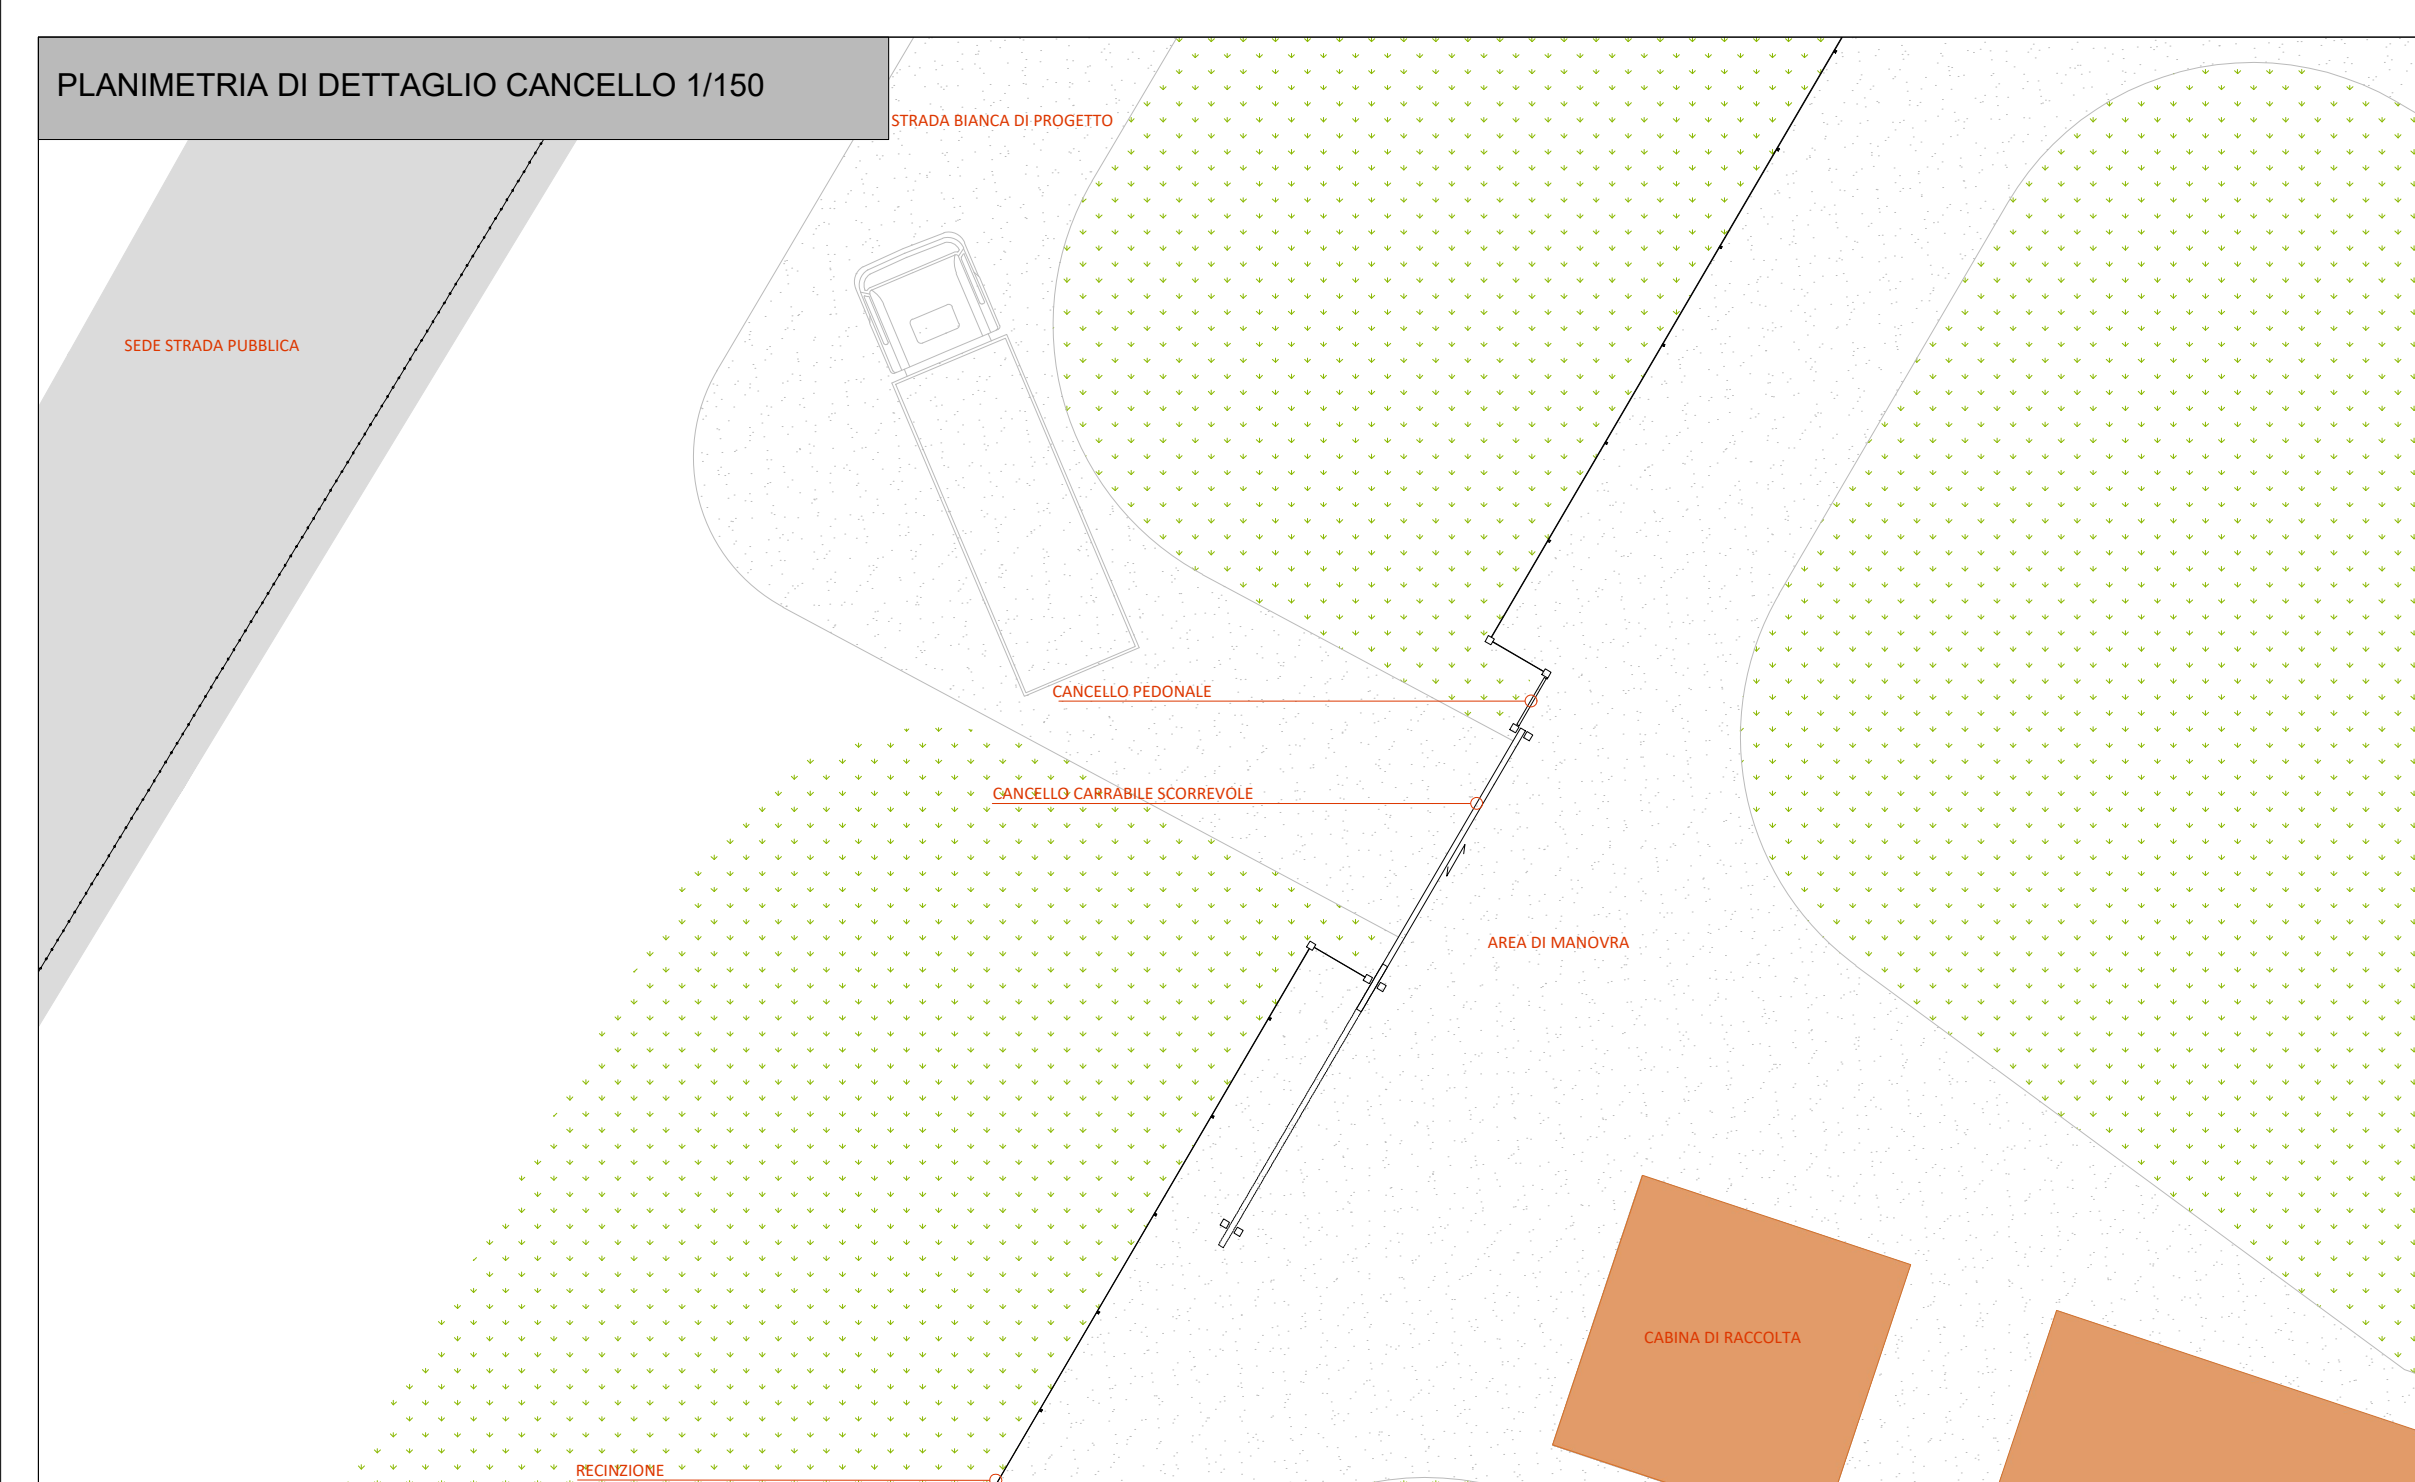 PLANIMETRIA DI DETTAGLIO CANCELLO 1/150
STRADA BIANCA DI PROGETTO
SEDE STRADA PUBBLICA
CANCELLO PEDONALE
CANCELLO CARRABILE SCORREVOLE
AREA DI MANOVRA
CABINA DI RACCOLTA
RECINZIONE